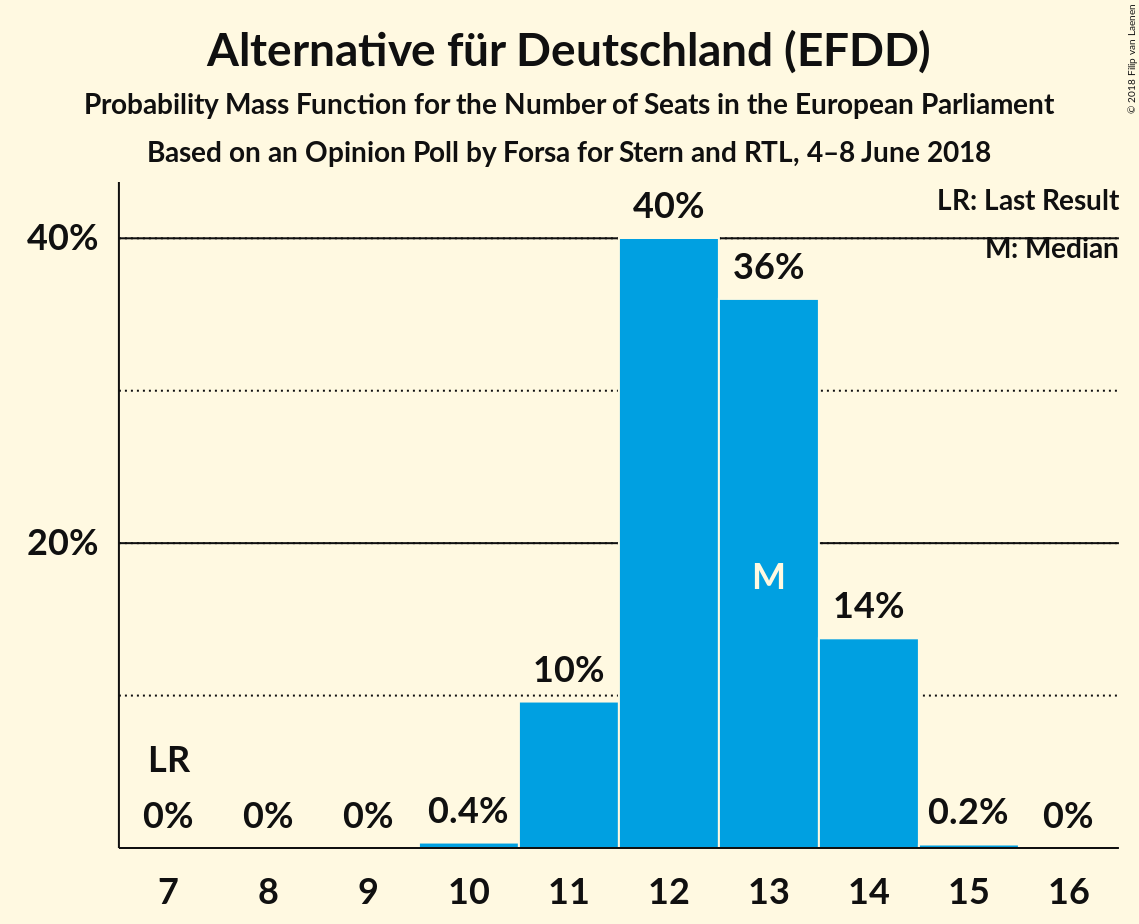 Alternative für Deutschland (EFDD)
Probability Mass Function for the Number of Seats in the European Parliament
Based on an Opinion Poll by Forsa for Stern and RTL, 4–8 June 2018
© 2018 Filip van Laenen
LR: Last Result
M: Median
40%
20%
40%
36%
M
14%
10%
LR
0%
0%
0%
0.4%
0.2%
0%
7
8
9
10
11
12
13
14
15
16